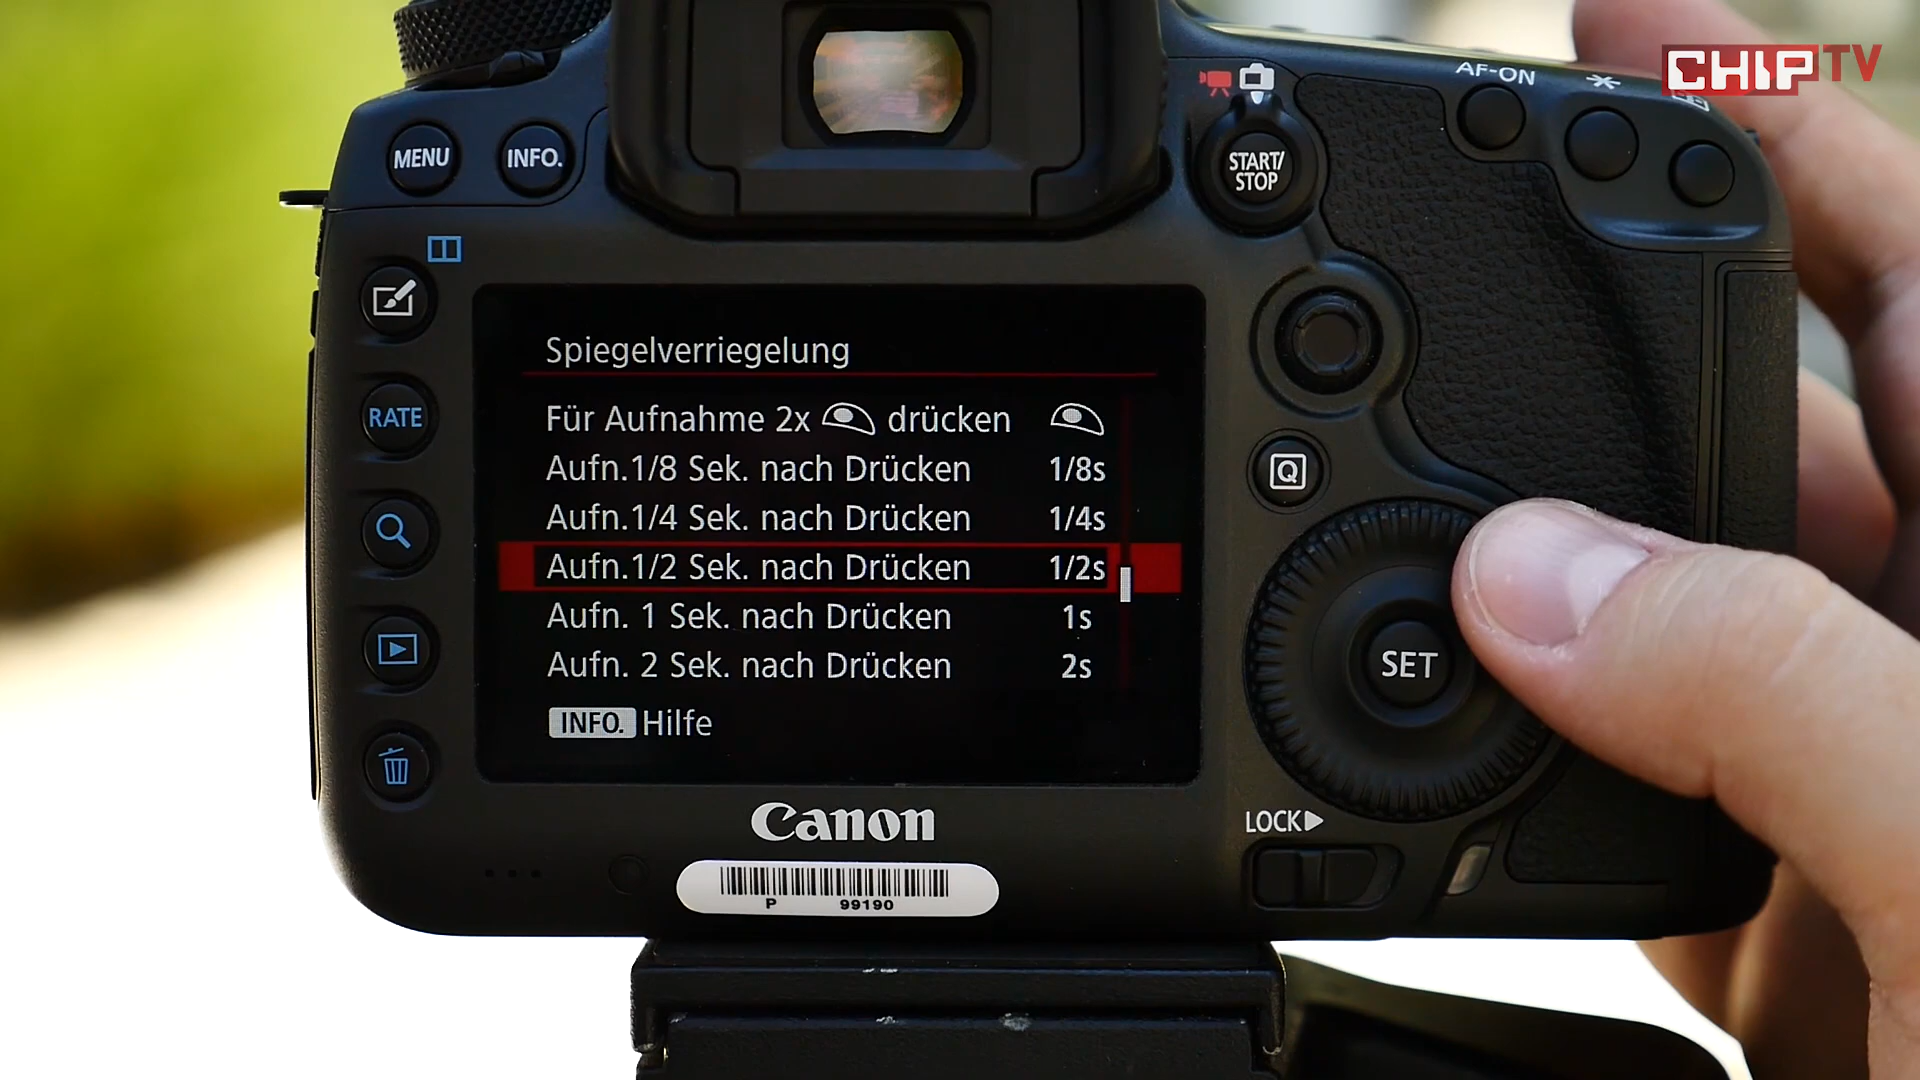 CHIP TV
AF-ON
MENU
INFO.
START/
STOP
RATE
Spiegelverriegelung
Für Aufnahme 2x drücken
Aufn.1/8 Sek. nach Drücken 1/8s
Aufn.1/4 Sek. nach Drücken 1/4s
Aufn.1/2 Sek. nach Drücken 1/2s
Aufn. 1 Sek. nach Drücken 1s
Aufn. 2 Sek. nach Drücken 2s
INFO. Hilfe
Q
SET
LOCK
Canon
P 99190